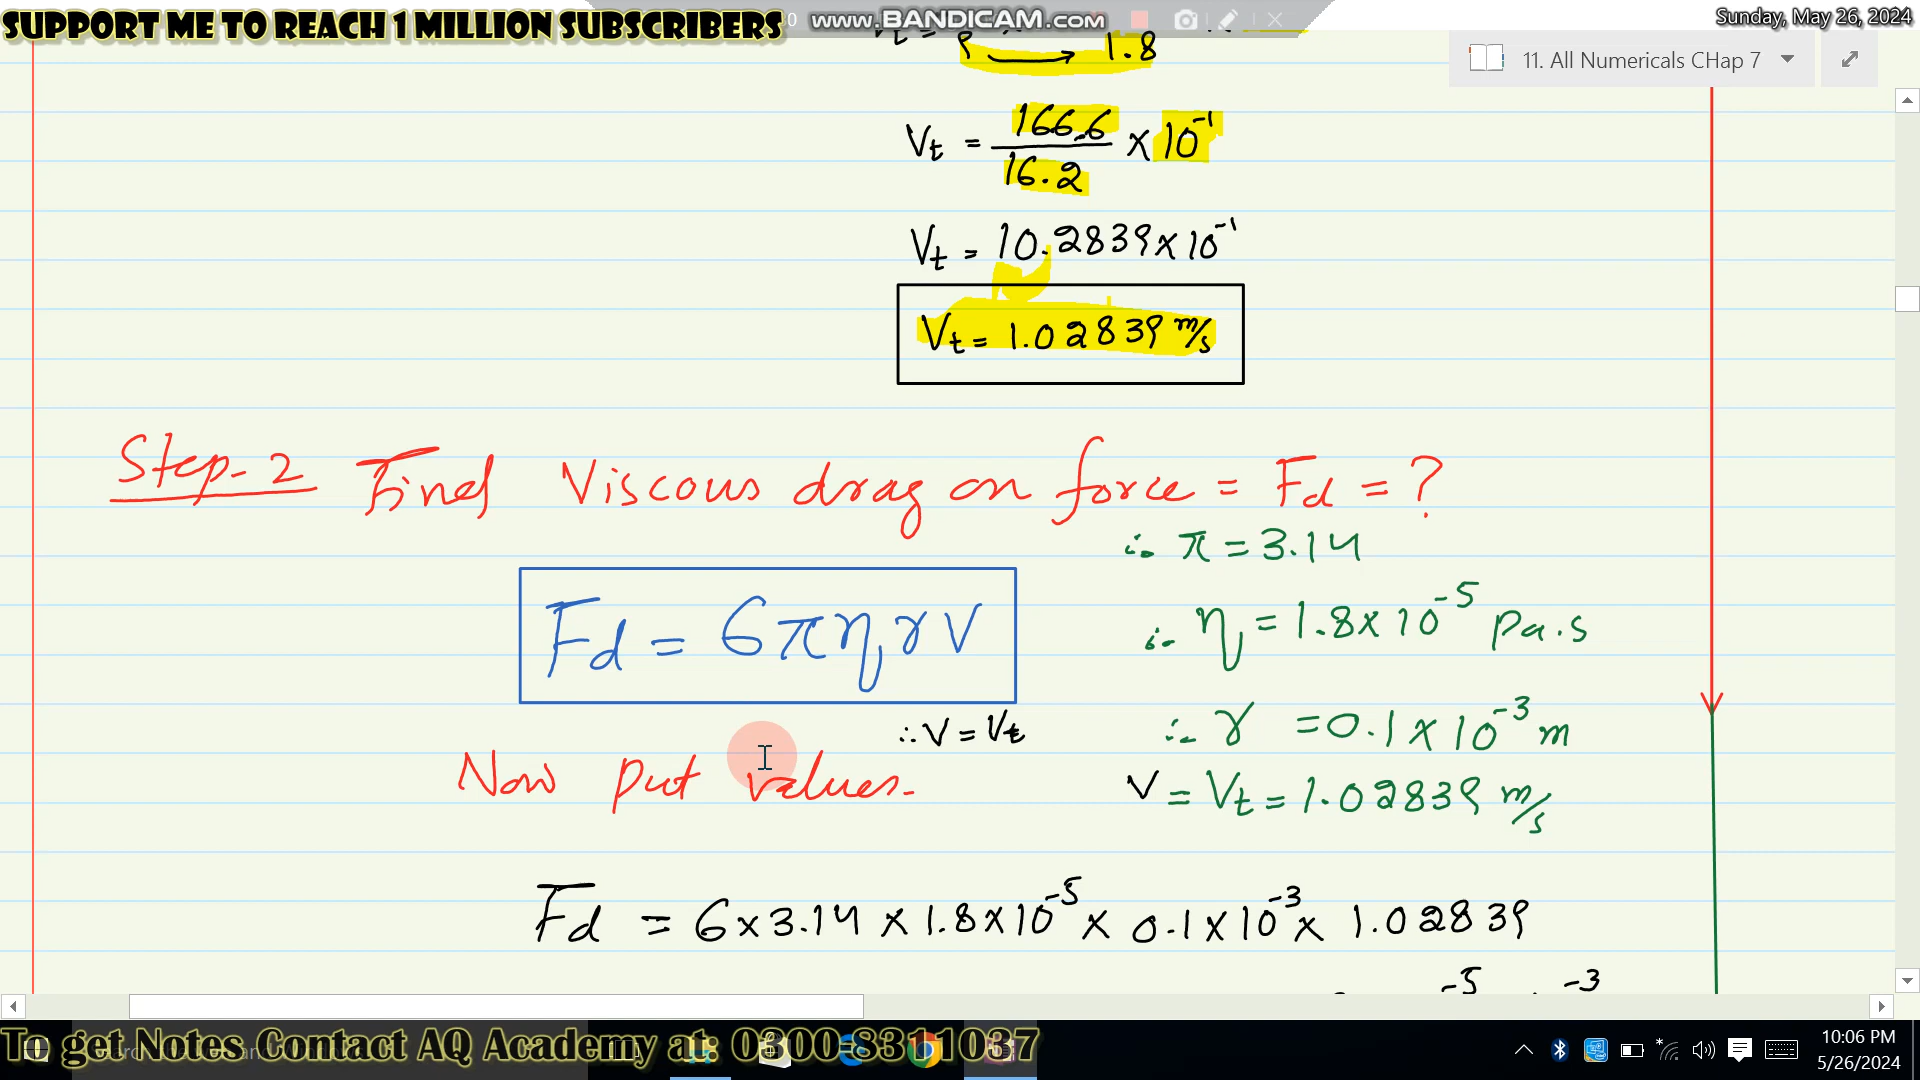 SUPPORT ME TO REACH 1 MILLION SUBSCRIBERS
www.BANDICAM.com
Sunday, May 26, 2024
11. All Numericals CHap 7
1.8
Vt = 166.6 / 16.2 × 10⁻¹
Vt = 10.2839 × 10⁻¹
Vt = 1.02839 m/s
Step-2 Find Viscous drag on force = Fd = ?
∴ π = 3.14
Fd = 6πηrV
∴ η = 1.8 × 10⁻⁵ Pa.s
∴ V = Vt
∴ r = 0.1 × 10⁻³ m
Now Put values.
V = Vt = 1.02839 m/s
Fd = 6 × 3.14 × 1.8 × 10⁻⁵ × 0.1 × 10⁻³ × 1.02839
-5 -3
To get Notes Contact AQ Academy at: 0300-8311037
10:06 PM
5/26/2024